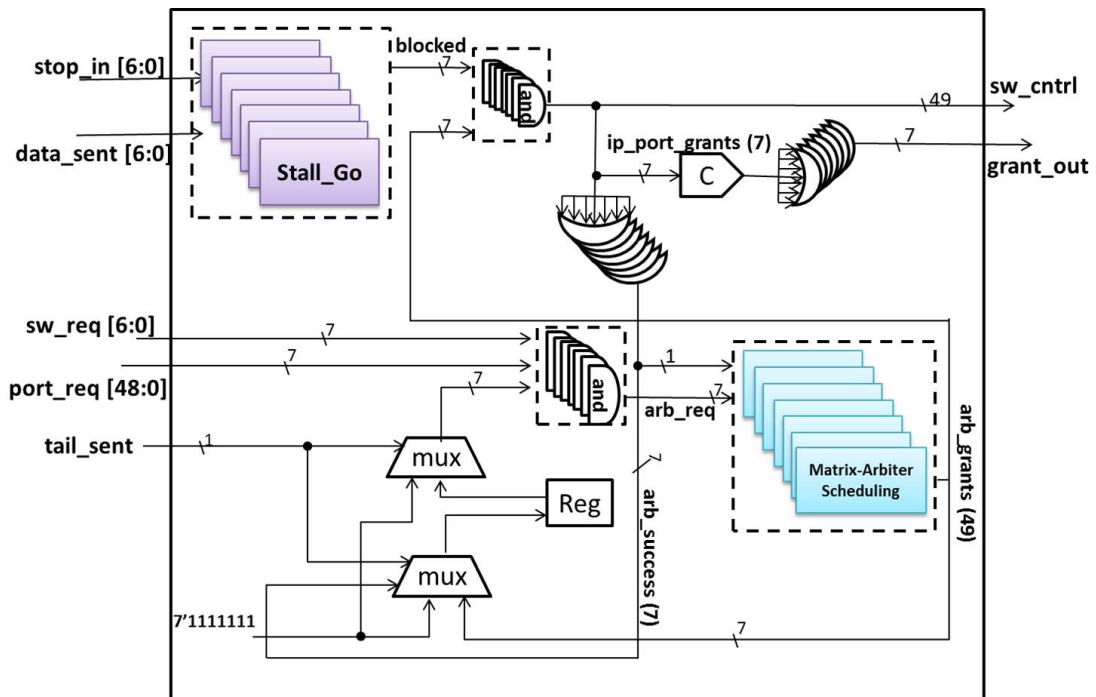 stop_in [6:0]
data_sent [6:0]
Stall_Go
blocked
7
7
and
49
sw_cntrl
ip_port_grants (7)
7
C
7
grant_out
sw_req [6:0]
7
7
port_req [48:0]
7
and
1
arb_req
7
tail_sent
1
mux
Matrix-Arbiter
Scheduling
arb_grants (49)
Reg
7
arb_success (7)
mux
7'1111111
7